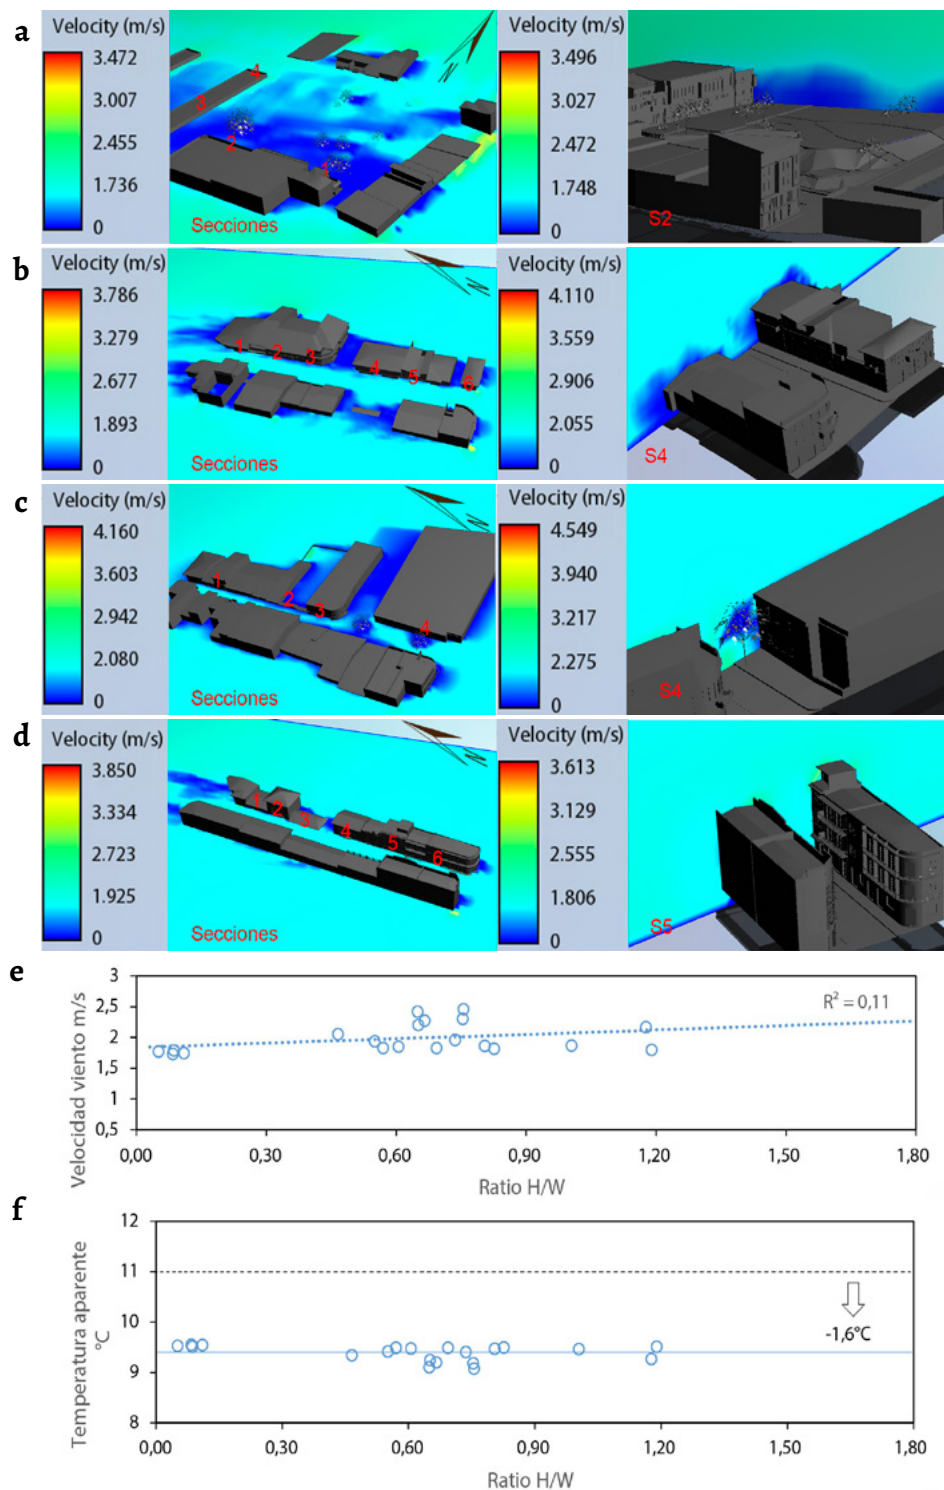 a
Velocity (m/s)
3.472
3.007
2.455
1.736
0
4
3
2
1
N
Secciones
Velocity (m/s)
3.496
3.027
2.472
1.748
0
S2
b
Velocity (m/s)
3.786
3.279
2.677
1.893
0
N
1
2
3
4
5
6
Secciones
Velocity (m/s)
4.110
3.559
2.906
2.055
0
S4
c
Velocity (m/s)
4.160
3.603
2.942
2.080
0
N
1
2
3
4
Secciones
Velocity (m/s)
4.549
3.940
3.217
2.275
0
S4
d
Velocity (m/s)
3.850
3.334
2.723
1.925
0
N
1
2
3
4
5
6
Secciones
Velocity (m/s)
3.613
3.129
2.555
1.806
0
S5
e
Velocidad viento m/s
3
2,5
2
1,5
1
0,5
R² = 0,11
0,00 0,30 0,60 0,90 1,20 1,50 1,80
Ratio H/W
f
Temperatura aparente
°C
12
11
10
9
8
-1,6°C
0,00 0,30 0,60 0,90 1,20 1,50 1,80
Ratio H/W